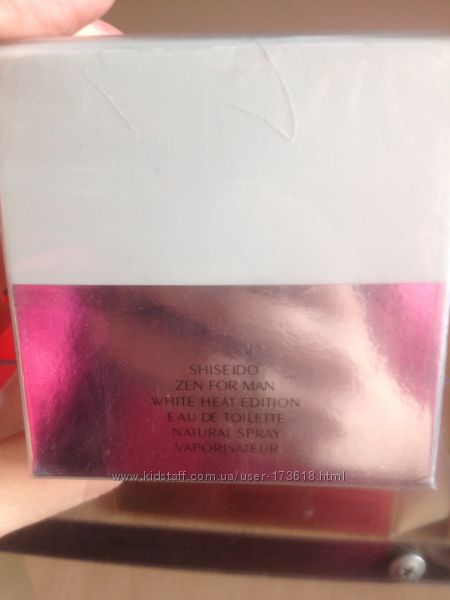 SHISEIDO
ZEN FOR MAN
WHITE HEAT EDITION
EAU DE TOILETTE
NATURAL SPRAY
VAPORISATEUR
www.kidstaff.com.ua/user-173618.html